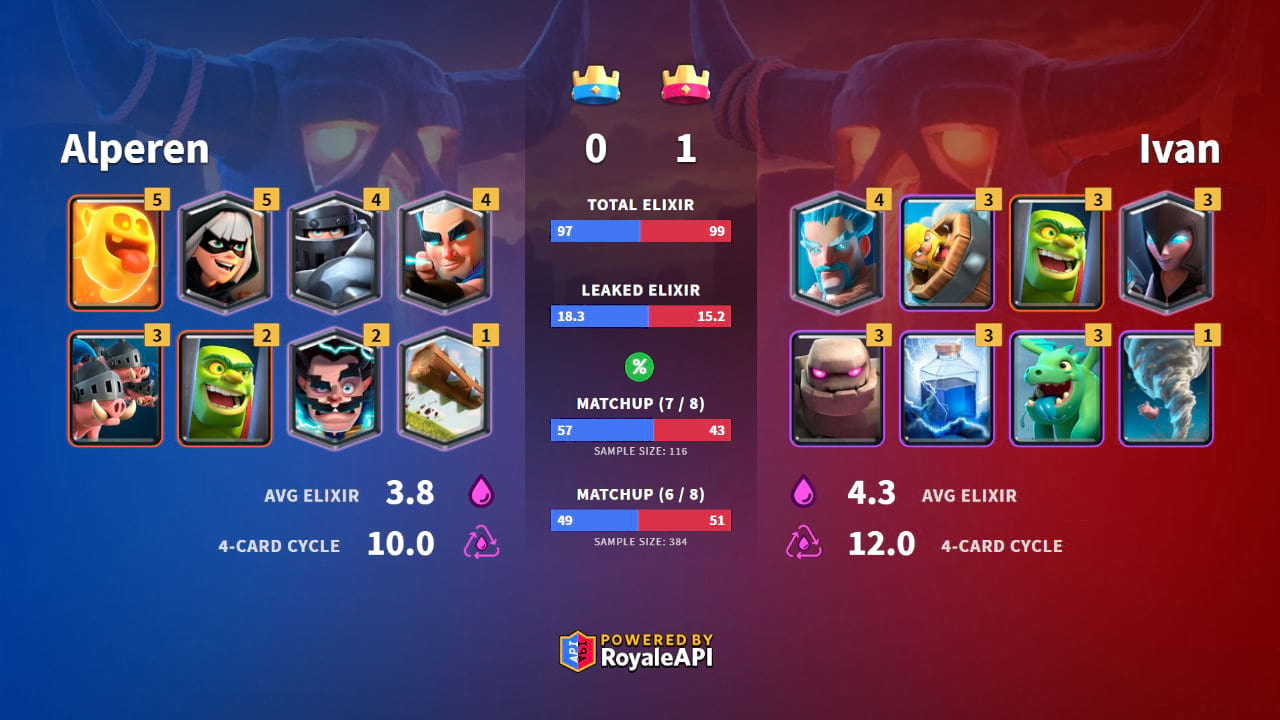 Alperen
0 1
Ivan
5 5 4 4
3 2 2 1
4 3 3 3
3 3 3 1
TOTAL ELIXIR
97 99
LEAKED ELIXIR
18.3 15.2
%
MATCHUP (7 / 8)
57 43
SAMPLE SIZE: 116
MATCHUP (6 / 8)
49 51
SAMPLE SIZE: 384
AVG ELIXIR 3.8
4-CARD CYCLE 10.0
4.3 AVG ELIXIR
12.0 4-CARD CYCLE
API API
POWERED BY
RoyaleAPI